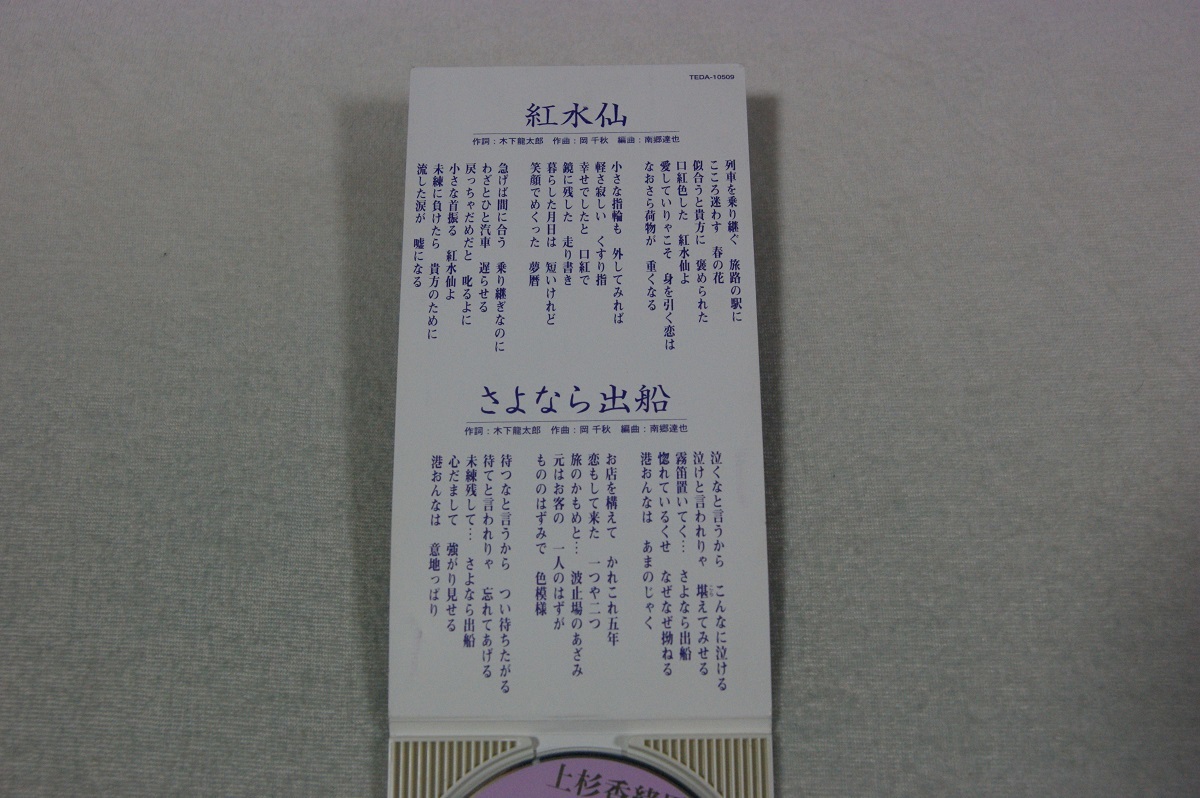 TEDA-10509
紅水仙
作詞：木下龍太郎　作曲：岡 千秋　編曲：南郷達也
列車を乗り継ぐ　旅路の駅に
こころ迷わす　春の花
似合うと貴方に　褒められた
口紅色した　紅水仙よ
愛していりゃこそ　身を引く恋は
なおさら荷物が　重くなる
小さな指輪も　外してみれば
軽さ寂しい　くすり指
幸せでしたと　口紅で
鏡に残した　走り書き
暮らした月日は　短いけれど
笑顔でめくった　夢暦
急げば間に合う　乗り継ぎなのに
わざとひと汽車　遅らせる
戻っちゃだめだと　叱るよに
小さな首振る　紅水仙よ
未練に負けたら　貴方のために
流した涙が　嘘になる
さよなら出船
作詞：木下龍太郎　作曲：岡 千秋　編曲：南郷達也
泣くなと言うから　こんなに泣ける
泣けと言われりゃ　堪えてみせる
霧笛置いてく…　さよなら出船
惚れているくせ　なぜなぜ拗ねる
港おんなは　あまのじゃく
お店を構えて　かれこれ五年
恋もして来た　一つや二つ
旅のかもめと…　波止場のあざみ
元はお客の　一人のはずが
もののはずみで　色模様
待つなと言うから　つい待ちたがる
待てと言われりゃ　忘れてあげる
未練残して…　さよなら出船
心だまして　強がり見せる
港おんなは　意地っぱり
上杉香緒